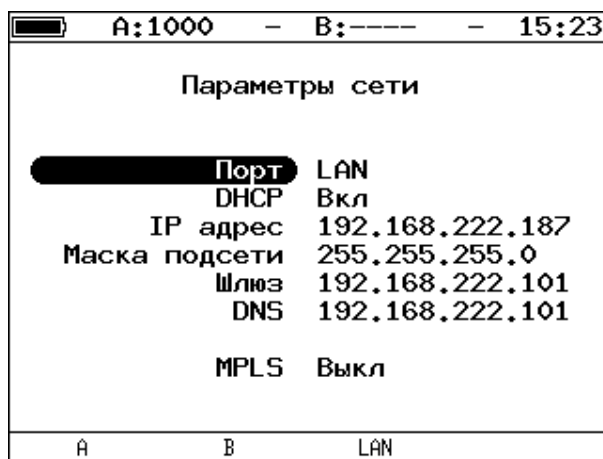 A:1000 – B:---- – 15:23
Параметры сети
Порт LAN
DHCP Вкл
IP адрес 192.168.222.187
Маска подсети 255.255.255.0
Шлюз 192.168.222.101
DNS 192.168.222.101
MPLS Выкл
A B LAN